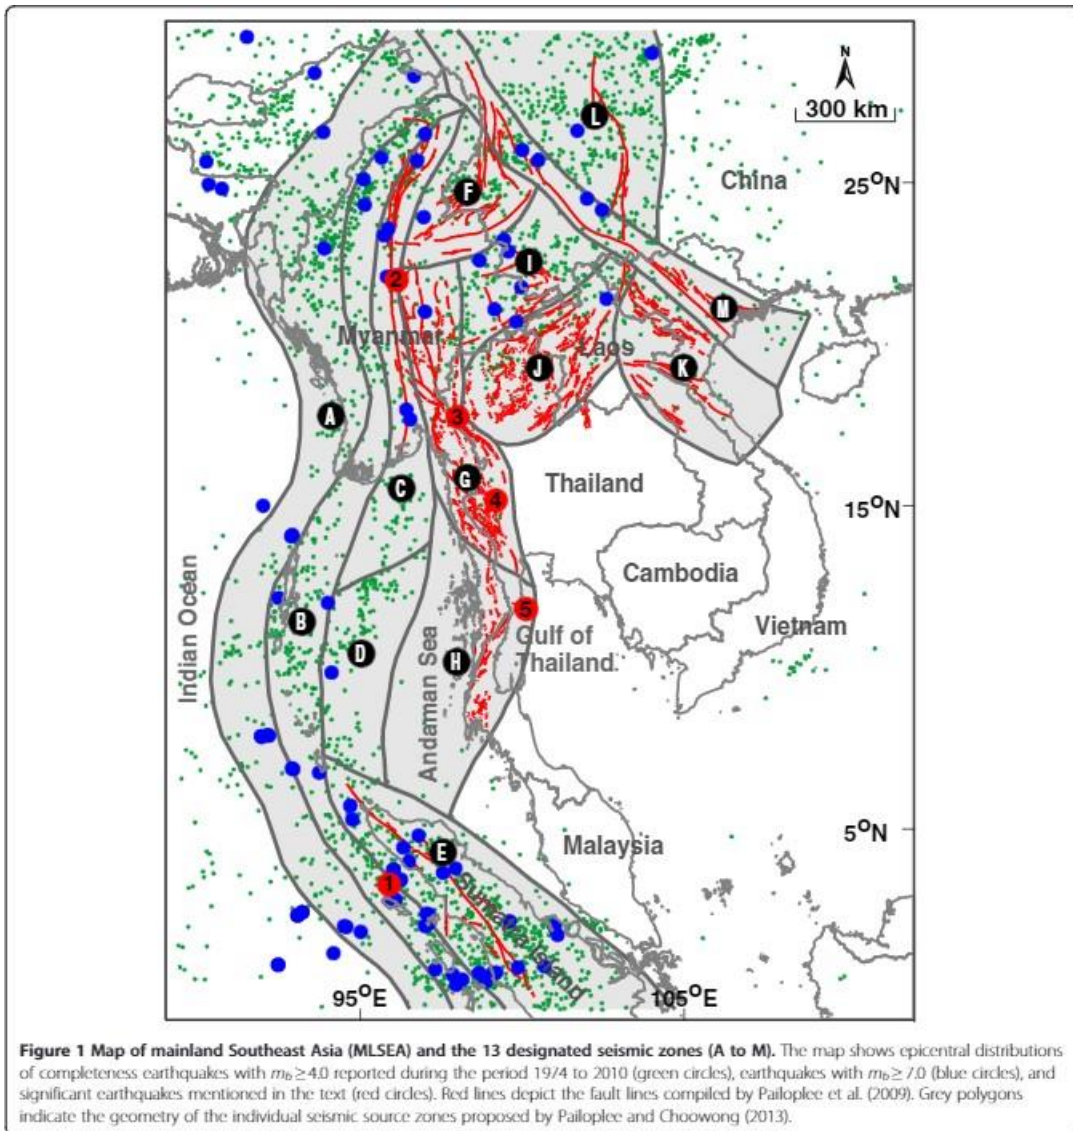 N
300 km
L
China
25°N
F
I
2
M
Myanmar
Laos
J
K
A
3
G
C
4
Thailand
15°N
Cambodia
5
B
Vietnam
Gulf of
Thailand
D
H
Indian Ocean
Andaman Sea
5°N
Malaysia
E
1
Sumatra Island
95°E
105°E
Figure 1 Map of mainland Southeast Asia (MLSEA) and the 13 designated seismic zones (A to M). The map shows epicentral distributions
of completeness earthquakes with mb ≥ 4.0 reported during the period 1974 to 2010 (green circles), earthquakes with mb ≥ 7.0 (blue circles), and
significant earthquakes mentioned in the text (red circles). Red lines depict the fault lines compiled by Pailoplee et al. (2009). Grey polygons
indicate the geometry of the individual seismic source zones proposed by Pailoplee and Choowong (2013).